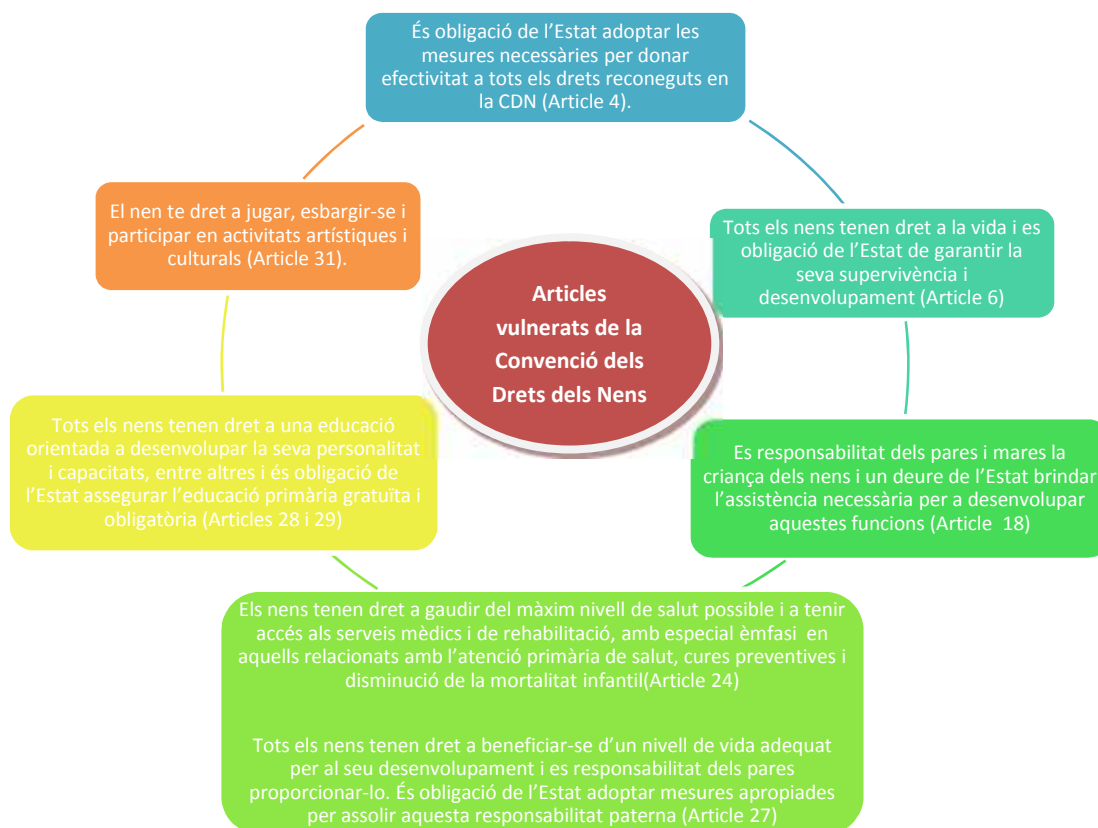 És obligació de l'Estat adoptar les
mesures necessàries per donar
efectivitat a tots els drets reconeguts en
la CDN (Article 4).
El nen te dret a jugar, esbargir-se i
participar en activitats artístiques i
culturals (Article 31).
Tots els nens tenen dret a la vida i es
obligació de l'Estat de garantir la
seva supervivència i
desenvolupament (Article 6)
Articles
vulnerats de la
Convenció dels
Drets dels Nens
Tots els nens tenen dret a una educació
orientada a desenvolupar la seva personalitat
i capacitats, entre altres i és obligació de
l'Estat assegurar l'educació primària gratuïta i
obligatòria (Articles 28 i 29)
Es responsabilitat dels pares i mares la
criança dels nens i un deure de l'Estat brindar
l'assistència necessària per a desenvolupar
aquestes funcions (Article  18)
Els nens tenen dret a gaudir del màxim nivell de salut possible i a tenir
accés als serveis mèdics i de rehabilitació, amb especial èmfasi  en
aquells relacionats amb l'atenció primària de salut, cures preventives i
disminució de la mortalitat infantil(Article 24)
Tots els nens tenen dret a beneficiar-se d'un nivell de vida adequat
per al seu desenvolupament i es responsabilitat dels pares
proporcionar-lo. És obligació de l'Estat adoptar mesures apropiades
per assolir aquesta responsabilitat paterna (Article 27)